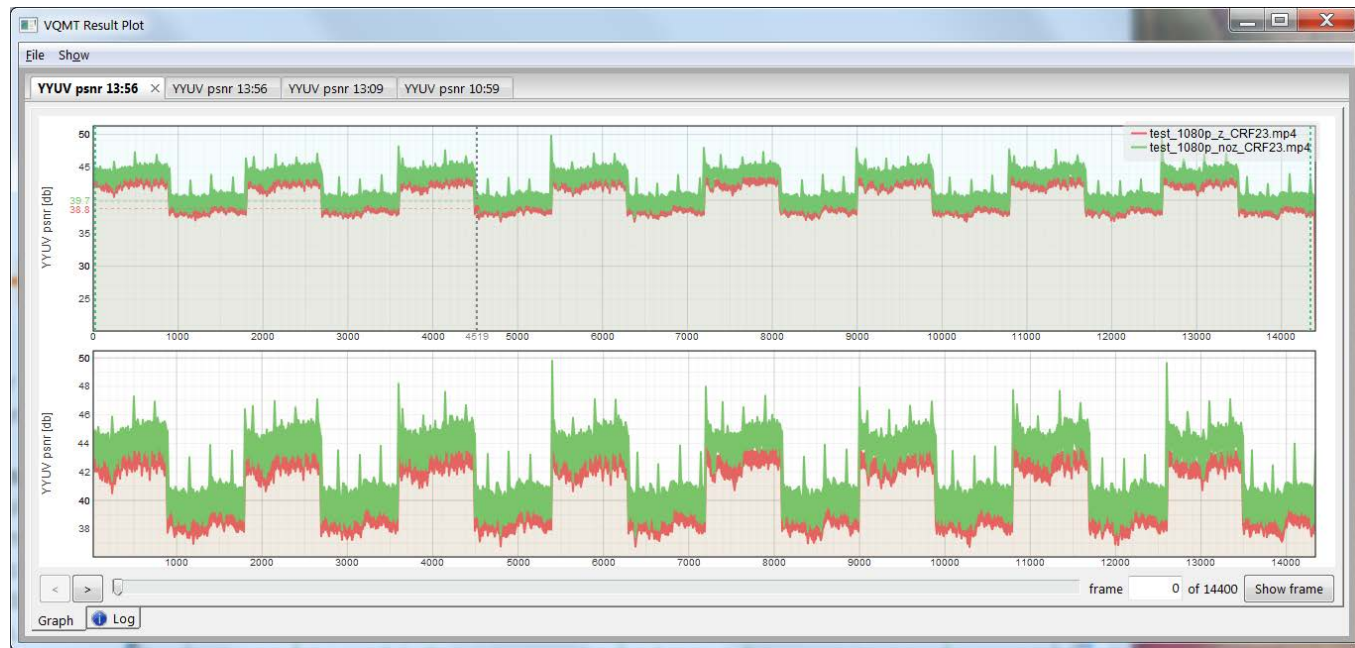 VQMT Result Plot
File Show
YYUV psnr 13:56 × YYUV psnr 13:56 YYUV psnr 13:09 YYUV psnr 10:59
test_1080p_z_CRF23.mp4
test_1080p_noz_CRF23.mp4
YYUV psnr [db]
50
45
39.7
38.8
35
30
25
0 1000 2000 3000 4000 4519 5000 6000 7000 8000 9000 10000 11000 12000 13000 14000
YYUV psnr [db]
50
48
46
44
42
40
38
1000 2000 3000 4000 5000 6000 7000 8000 9000 10000 11000 12000 13000 14000
< > frame 0 of 14400 Show frame
Graph Log